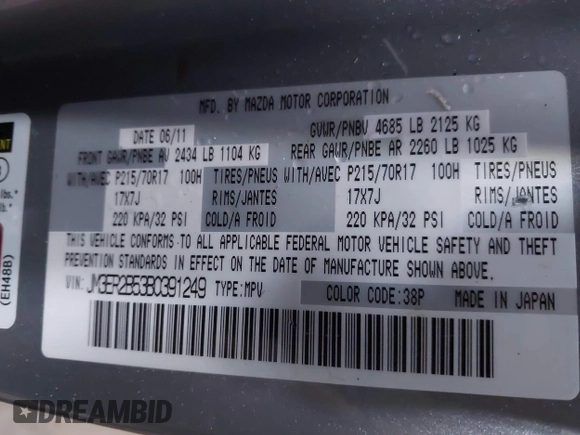 MFD. BY MAZDA MOTOR CORPORATION
DATE 06/11 GVWR/PNBV 4685 LB 2125 KG
FRONT GAWR/PNBE AV 2434 LB 1104 KG REAR GAWR/PNBE AR 2260 LB 1025 KG
WITH/AVEC P215/70R17 100H TIRES/PNEUS WITH/AVEC P215/70R17 100H TIRES/PNEUS
17X7J RIMS/JANTES 17X7J RIMS/JANTES
220 KPA/32 PSI COLD/A FROID 220 KPA/32 PSI COLD/A FROID
THIS VEHICLE CONFORMS TO ALL APPLICABLE FEDERAL MOTOR VEHICLE SAFETY AND THEFT
PREVENTION STANDARDS IN EFFECT ON THE DATE OF MANUFACTURE SHOWN ABOVE.
VIN: JM3ER2B53B0391249 TYPE:MPV COLOR CODE:38P MADE IN JAPAN
(EH48B)
lbs.*
DREAMBID